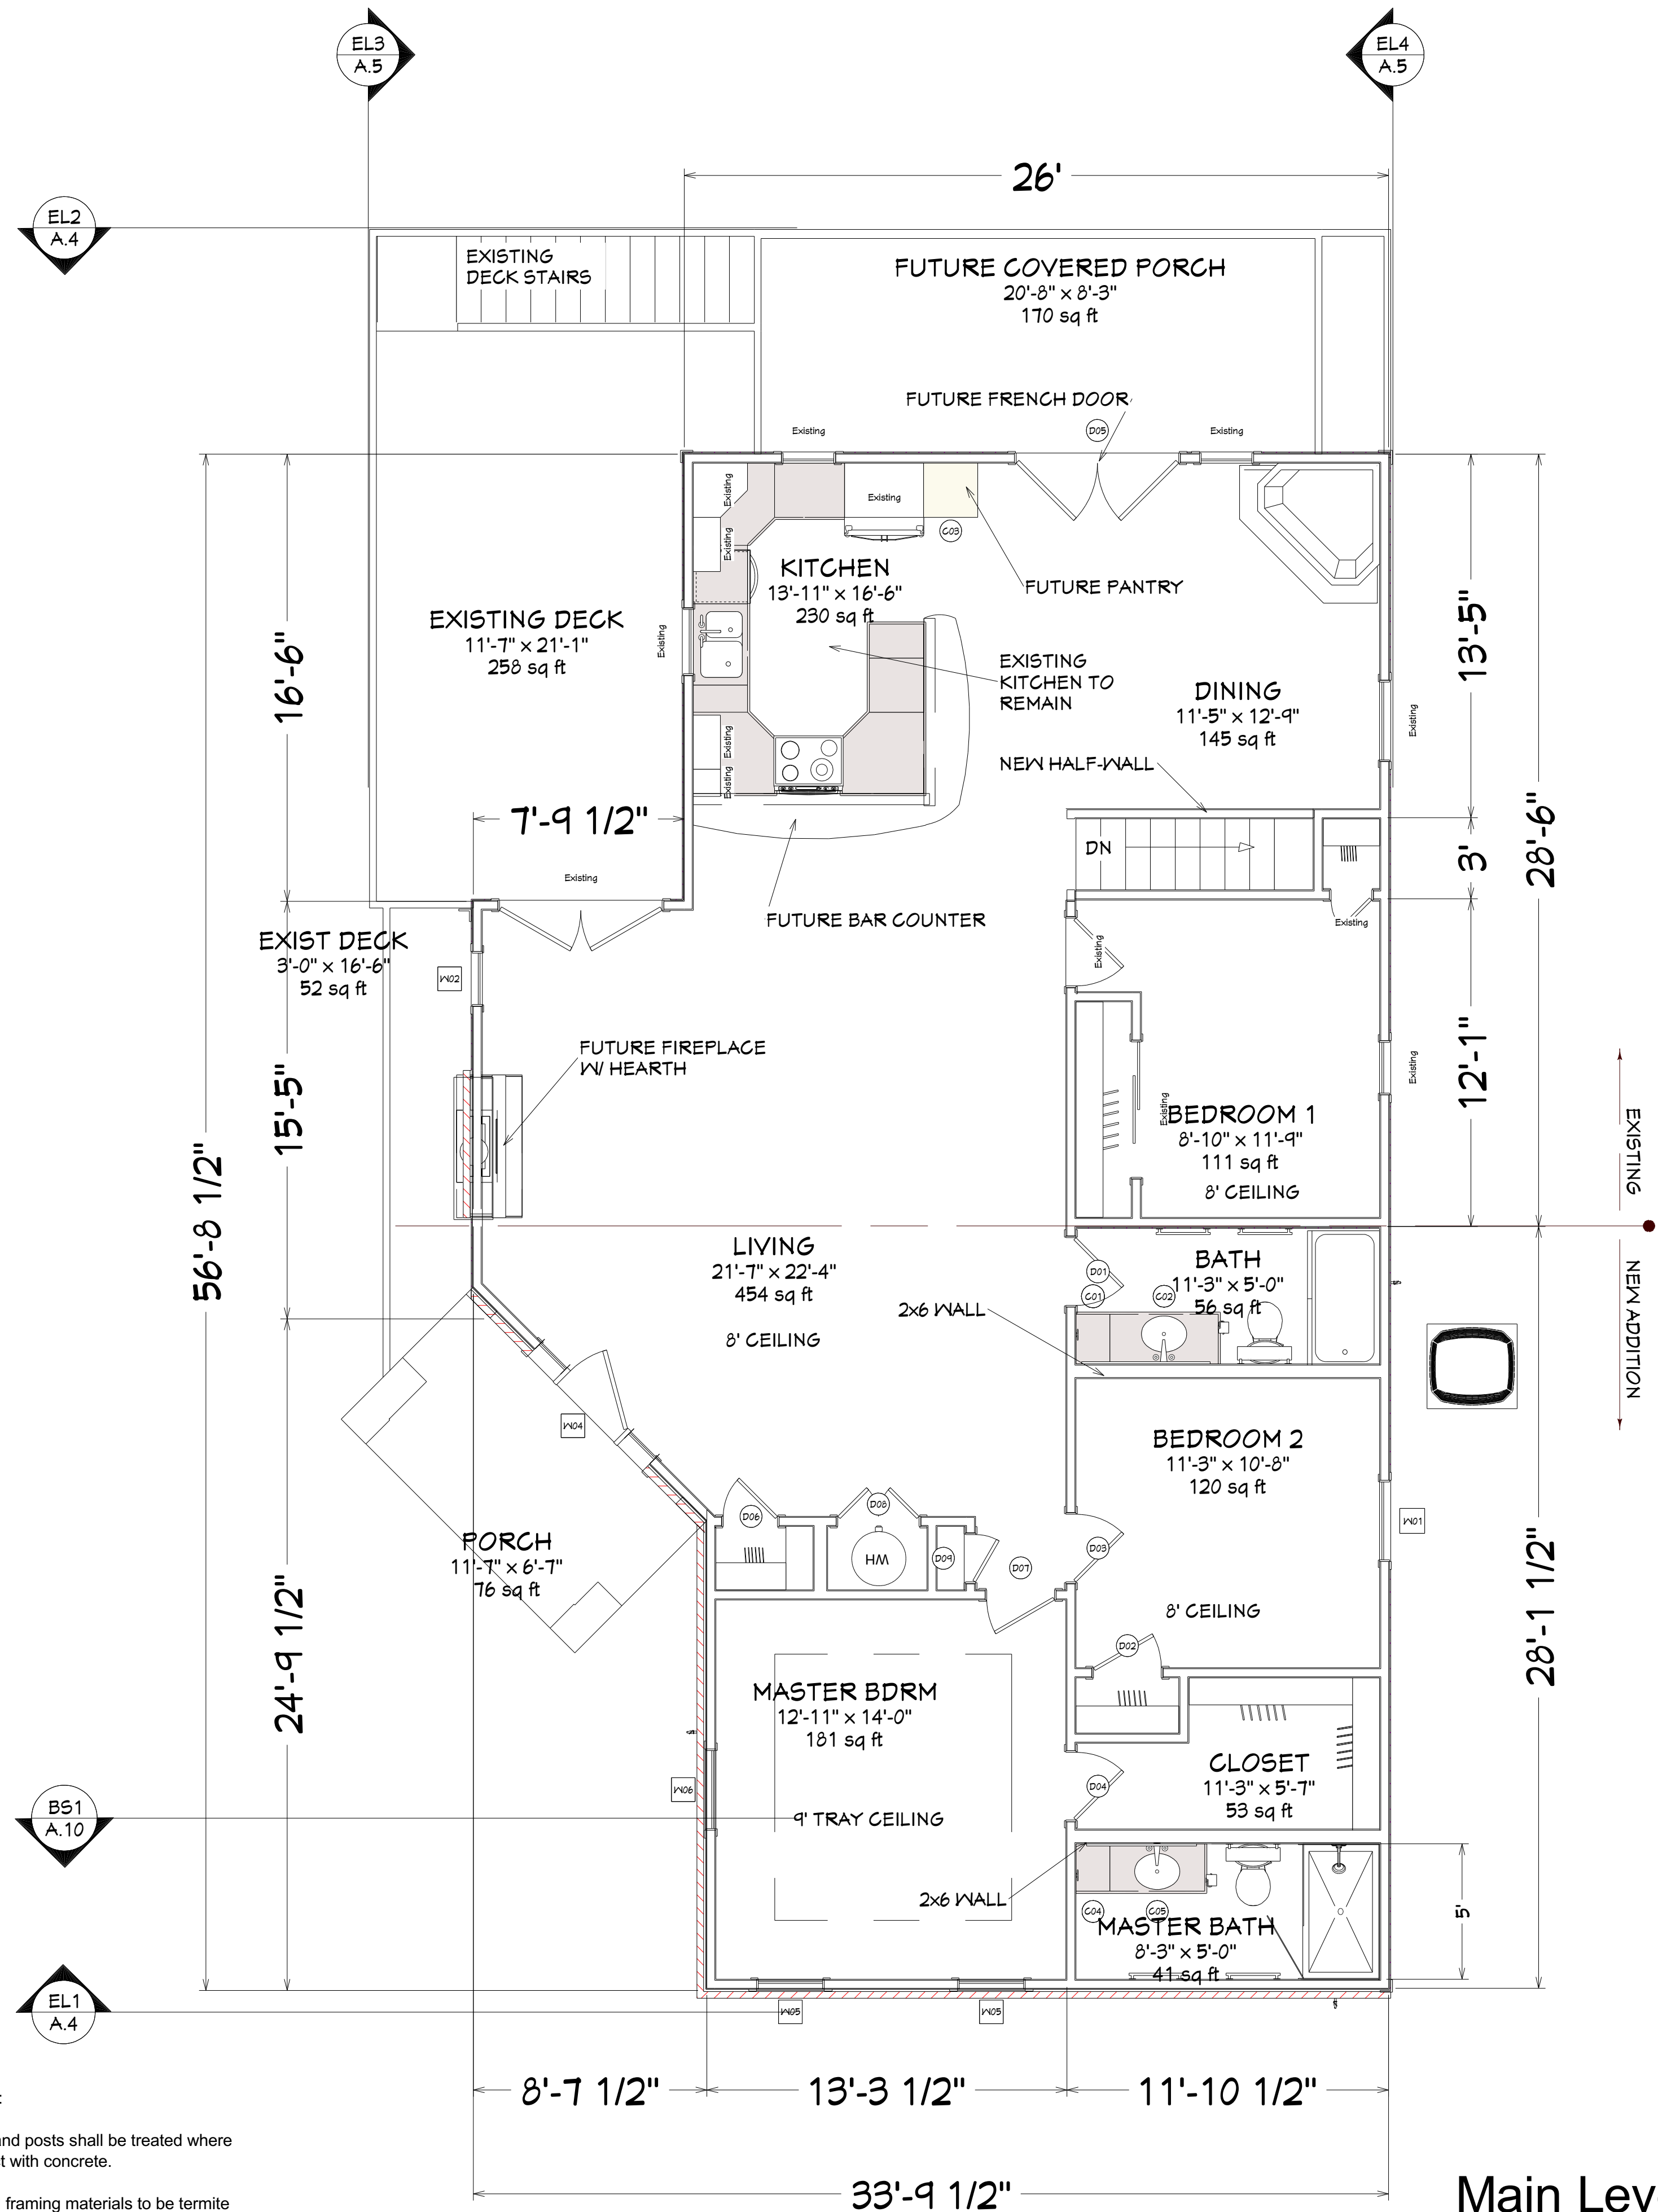 EL3
A.5
EL4
A.5
26'
EL2
A.4
EXISTING
DECK STAIRS
FUTURE COVERED PORCH
20'-8" x 8'-3"
170 sq ft
FUTURE FRENCH DOOR
Existing
D05
Existing
Existing
Existing
Existing
C03
KITCHEN
13'-11" x 16'-6"
230 sq ft
FUTURE PANTRY
EXISTING DECK
11'-7" x 21'-1"
258 sq ft
Existing
EXISTING
KITCHEN TO
REMAIN
DINING
11'-5" x 12'-9"
145 sq ft
Existing
16'-6"
13'-5"
Existing
Existing
NEW HALF-WALL
7'-9 1/2"
DN
3'
28'-6"
Existing
FUTURE BAR COUNTER
Existing
EXIST DECK
3'-0" x 16'-6"
52 sq ft
W02
Existing
FUTURE FIREPLACE
W/ HEARTH
15'-5"
12'-1"
Existing
Existing
BEDROOM 1
8'-10" x 11'-9"
111 sq ft
8' CEILING
EXISTING
56'-8 1/2"
LIVING
21'-7" x 22'-4"
454 sq ft
8' CEILING
BATH
11'-3" x 5'-0"
56 sq ft
D01
C01
C02
2x6 WALL
NEW ADDITION
W04
BEDROOM 2
11'-3" x 10'-8"
120 sq ft
W01
D06
D08
WH
D09
D07
D03
PORCH
11'-7" x 6'-7"
76 sq ft
8' CEILING
D02
24'-9 1/2"
28'-1 1/2"
MASTER BDRM
12'-11" x 14'-0"
181 sq ft
W06
9' TRAY CEILING
CLOSET
11'-3" x 5'-7"
53 sq ft
D04
BS1
A.10
2x6 WALL
C04
C05
MASTER BATH
8'-3" x 5'-0"
41 sq ft
5'
EL1
A.4
W05
W05
8'-7 1/2"
13'-3 1/2"
11'-10 1/2"
and posts shall be treated where
with concrete.
framing materials to be termite
33'-9 1/2"
Main Lev